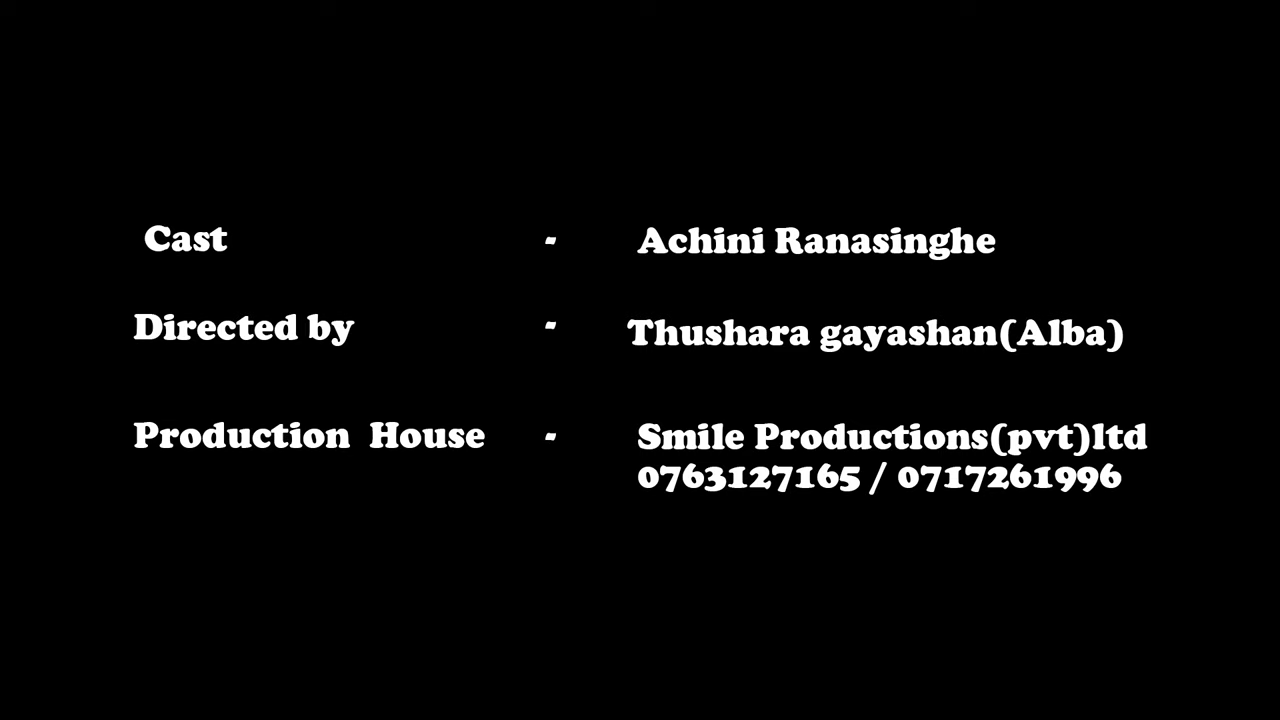 Cast - Achini Ranasinghe
Directed by - Thushara gayashan(Alba)
Production House - Smile Productions(pvt)ltd
0763127165 / 0717261996